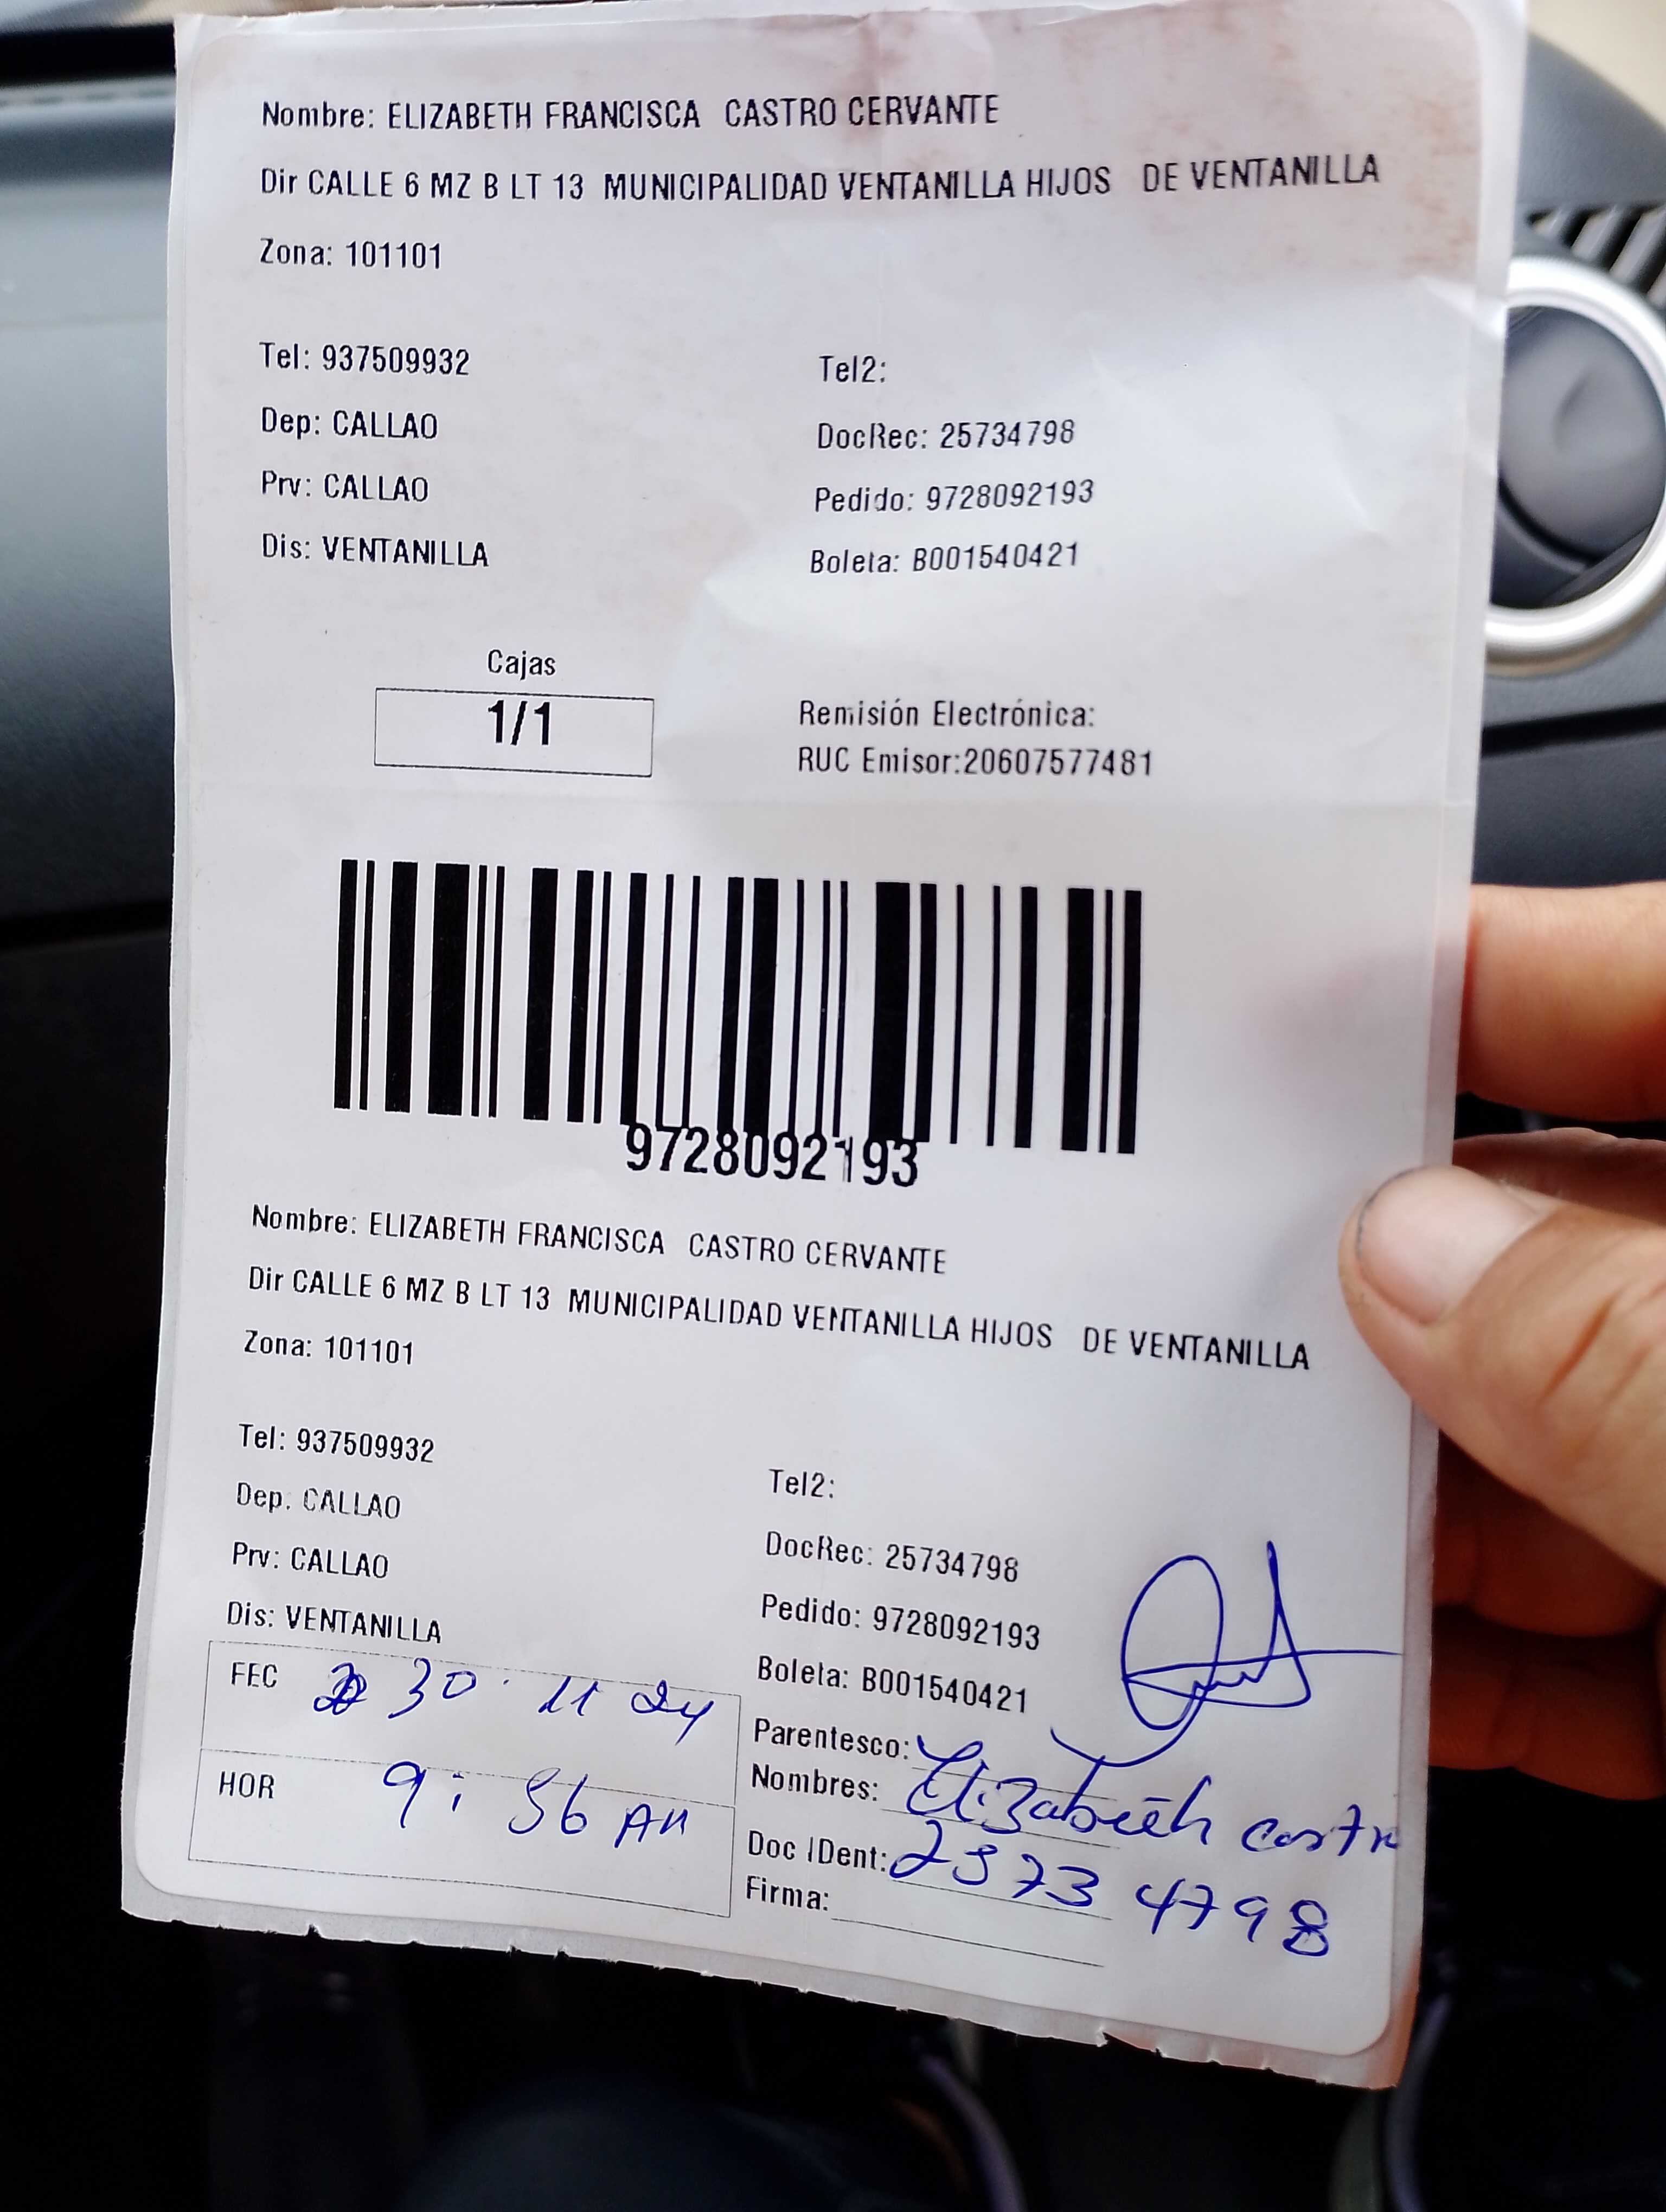 Nombre: ELIZABETH FRANCISCA CASTRO CERVANTE
Dir CALLE 6 MZ B LT 13 MUNICIPALIDAD VENTANILLA HIJOS DE VENTANILLA
Zona: 101101
Tel: 937509932 Tel2:
Dep: CALLAO DocRec: 25734798
Prv: CALLAO Pedido: 9728092193
Dis: VENTANILLA Boleta: B001540421
Cajas
1/1
Remisión Electrónica:
RUC Emisor:20607577481
9728092193
Nombre: ELIZABETH FRANCISCA CASTRO CERVANTE
Dir CALLE 6 MZ B LT 13 MUNICIPALIDAD VENTANILLA HIJOS DE VENTANILLA
Zona: 101101
Tel: 937509932 Tel2:
Dep. CALLAO DocRec: 25734798
Prv: CALLAO Pedido: 9728092193
Dis: VENTANILLA Boleta: B001540421
FEC 30·11 24
HOR 9:56 AM
Parentesco:
Nombres: Elizabeth Castro
Doc IDent: 25734798
Firma: